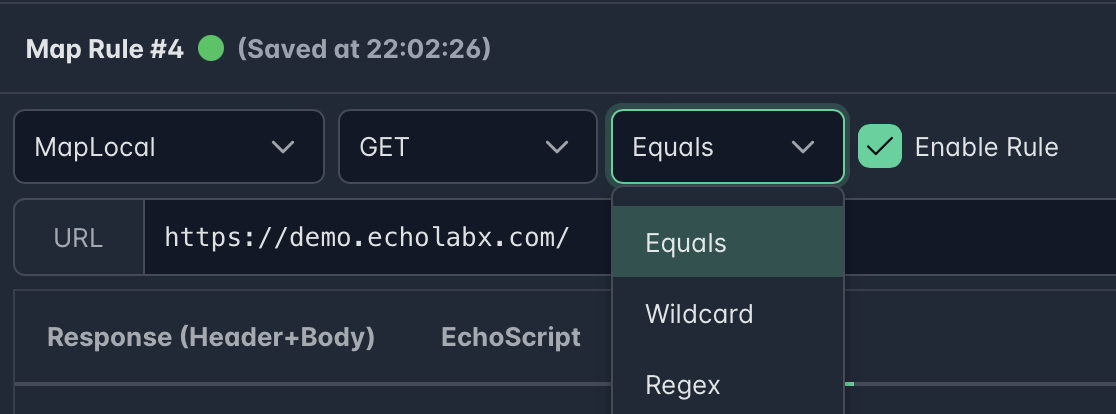 Map Rule #4 (Saved at 22:02:26)
MapLocal GET Equals Enable Rule
URL https://demo.echolabx.com/
Equals
Wildcard
Response (Header+Body) EchoScript
Regex